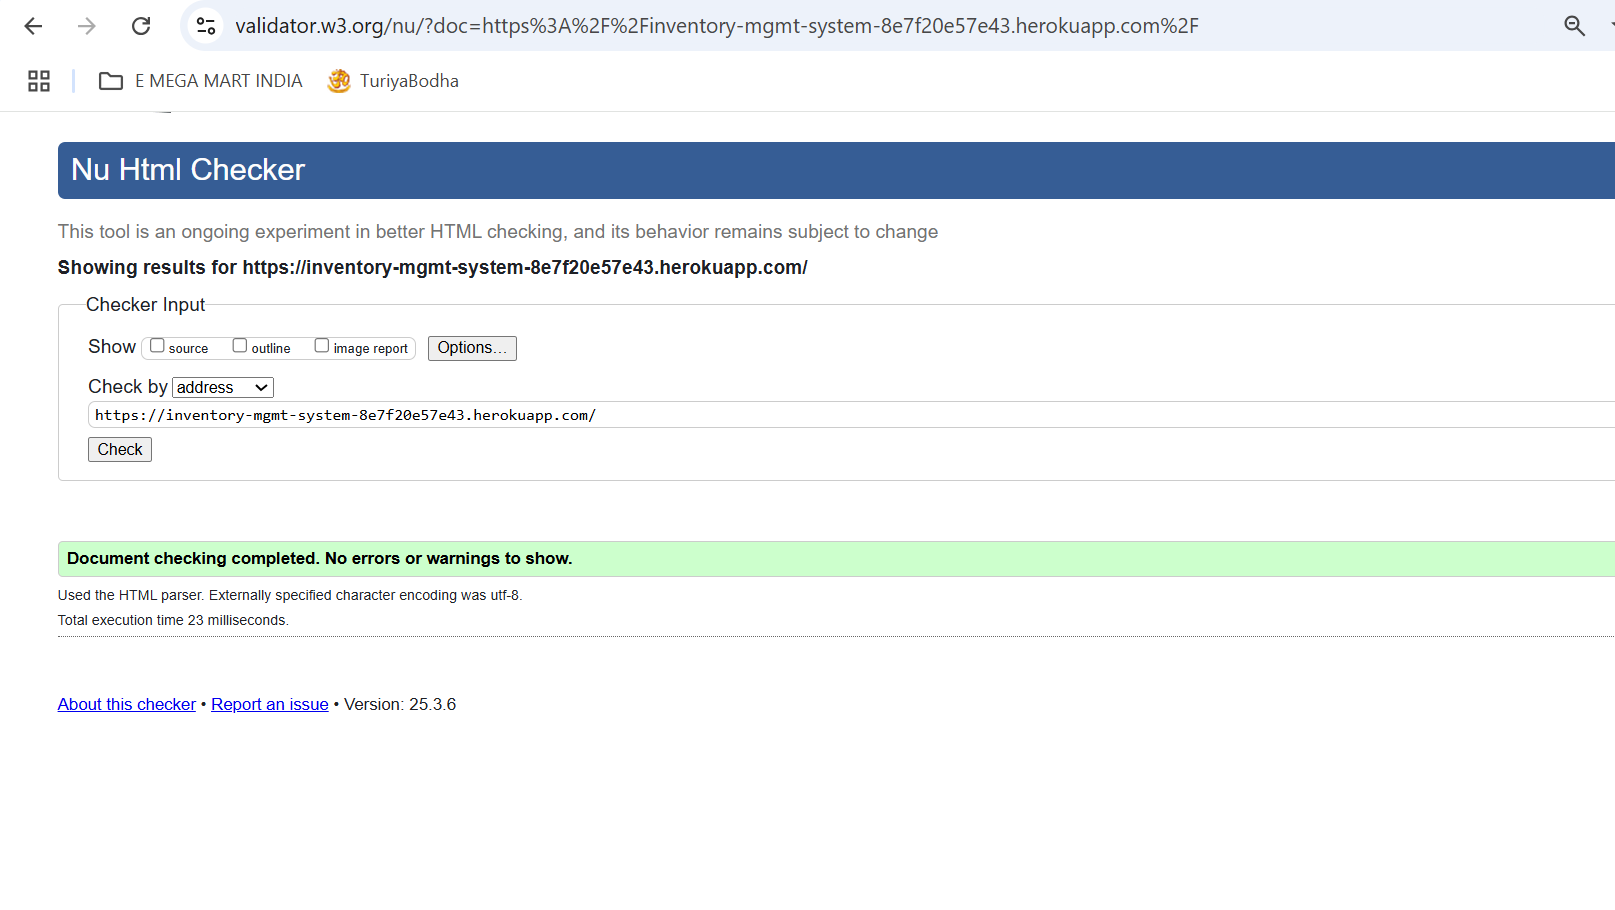 validator.w3.org/nu/?doc=https%3A%2F%2Finventory-mgmt-system-8e7f20e57e43.herokuapp.com%2F
E MEGA MART INDIA TuriyaBodha
Nu Html Checker
This tool is an ongoing experiment in better HTML checking, and its behavior remains subject to change
Showing results for https://inventory-mgmt-system-8e7f20e57e43.herokuapp.com/
Checker Input
Show source outline image report Options...
Check by address
https://inventory-mgmt-system-8e7f20e57e43.herokuapp.com/
Check
Document checking completed. No errors or warnings to show.
Used the HTML parser. Externally specified character encoding was utf-8.
Total execution time 23 milliseconds.
About this checker • Report an issue • Version: 25.3.6